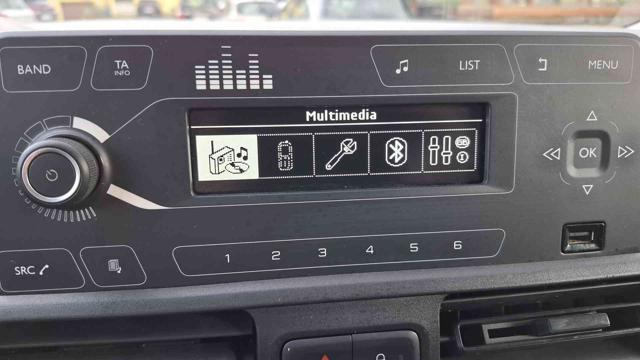 BAND
TA
INFO
LIST
MENU
Multimedia
OK
SRC
1 2 3 4 5 6